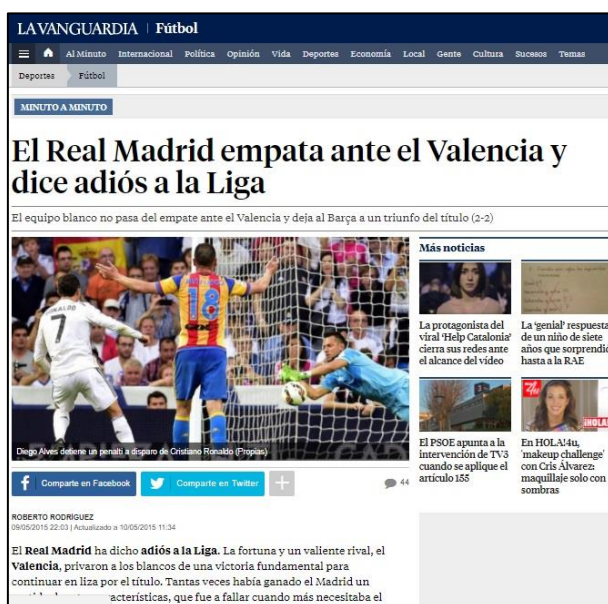 LA VANGUARDIA | Fútbol
Al Minuto Internacional Política Opinión Vida Deportes Economía Local Gente Cultura Sucesos Temas
Deportes Fútbol
MINUTO A MINUTO
El Real Madrid empata ante el Valencia y
dice adiós a la Liga
El equipo blanco no pasa del empate ante el Valencia y deja al Barça a un triunfo del título (2-2)
RONALDO
7
18
Diego Alves detiene un penalti a disparo de Cristiano Ronaldo (Propias)
Comparte en Facebook
Comparte en Twitter
44
ROBERTO RODRÍGUEZ
09/05/2015 22:03 | Actualizado a 10/05/2015 11:34
El Real Madrid ha dicho adiós a la Liga. La fortuna y un valiente rival, el
Valencia, privaron a los blancos de una victoria fundamental para
continuar en liza por el título. Tantas veces había ganado el Madrid un
acterísticas, que fue a fallar cuando más necesitaba el
Más noticias
La protagonista del
viral 'Help Catalonia'
cierra sus redes ante
el alcance del vídeo
La 'genial' respuesta
de un niño de siete
años que sorprendió
hasta a la RAE
El PSOE apunta a la
intervención de TV3
cuando se aplique el
artículo 155
¡HOLA!
En HOLA!4u,
'makeup challenge'
con Cris Álvarez:
maquillaje solo con
sombras